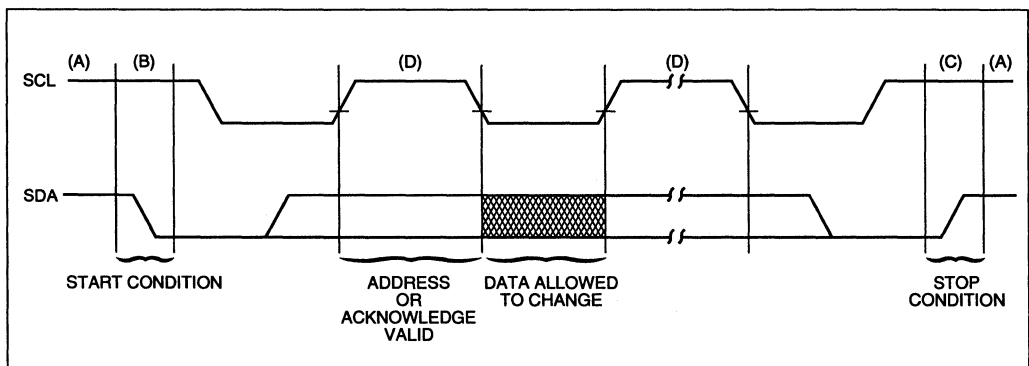 (A) (B) (D) (D) (C) (A)
SCL
SDA
START CONDITION
ADDRESS
OR
ACKNOWLEDGE
VALID
DATA ALLOWED
TO CHANGE
STOP
CONDITION